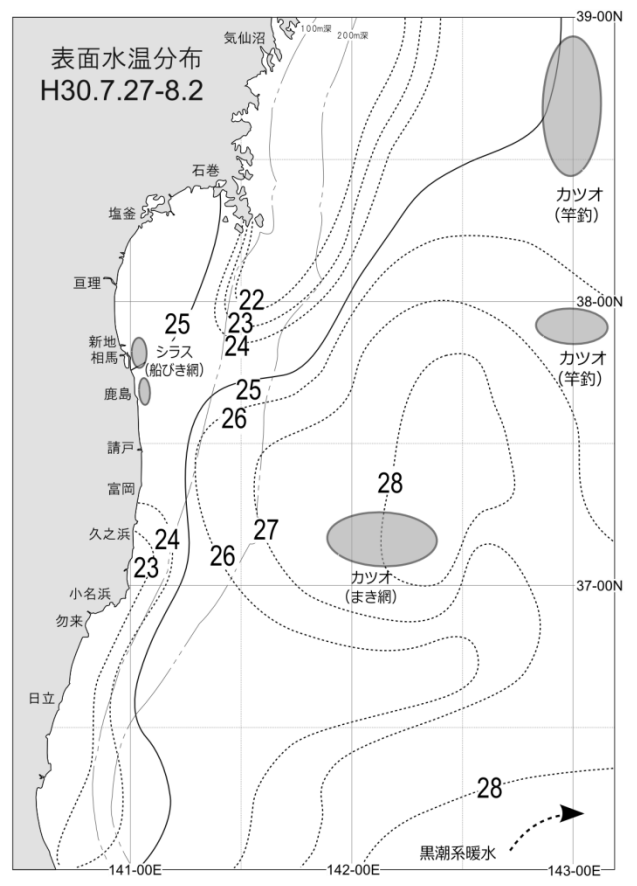 39-00N
気仙沼
100m深
200m深
表面水温分布
H30.7.27-8.2
石巻
カツオ
(竿釣)
塩釜
亘理
22
38-00N
25
23
新地
シラス
24
相馬
(船びき網)
カツオ
(竿釣)
鹿島
25
26
請戸
富岡
28
久之浜
24
27
23
26
カツオ
(まき網)
37-00N
小名浜
勿来
日立
28
黒潮系暖水
141-00E
142-00E
143-00E